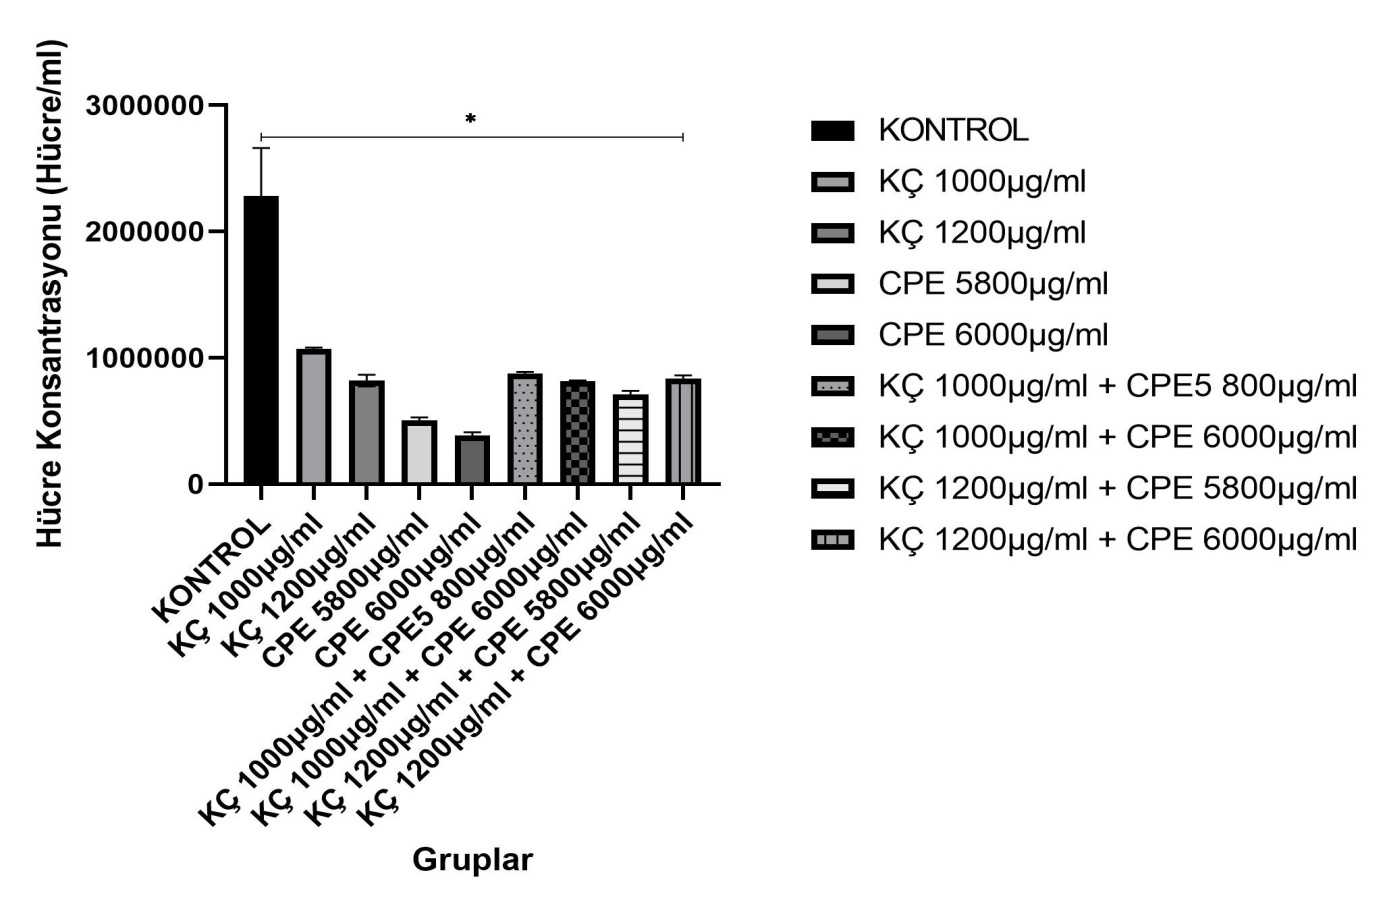 Hücre Konsantrasyonu (Hücre/ml)
3000000
2000000
1000000
0
*
KONTROL
KÇ 1000µg/ml
KÇ 1200µg/ml
CPE 5800µg/ml
CPE 6000µg/ml
KÇ 1000µg/ml + CPE5 800µg/ml
KÇ 1000µg/ml + CPE 6000µg/ml
KÇ 1200µg/ml + CPE 5800µg/ml
KÇ 1200µg/ml + CPE 6000µg/ml
Gruplar
KONTROL
KÇ 1000µg/ml
KÇ 1200µg/ml
CPE 5800µg/ml
CPE 6000µg/ml
KÇ 1000µg/ml + CPE5 800µg/ml
KÇ 1000µg/ml + CPE 6000µg/ml
KÇ 1200µg/ml + CPE 5800µg/ml
KÇ 1200µg/ml + CPE 6000µg/ml